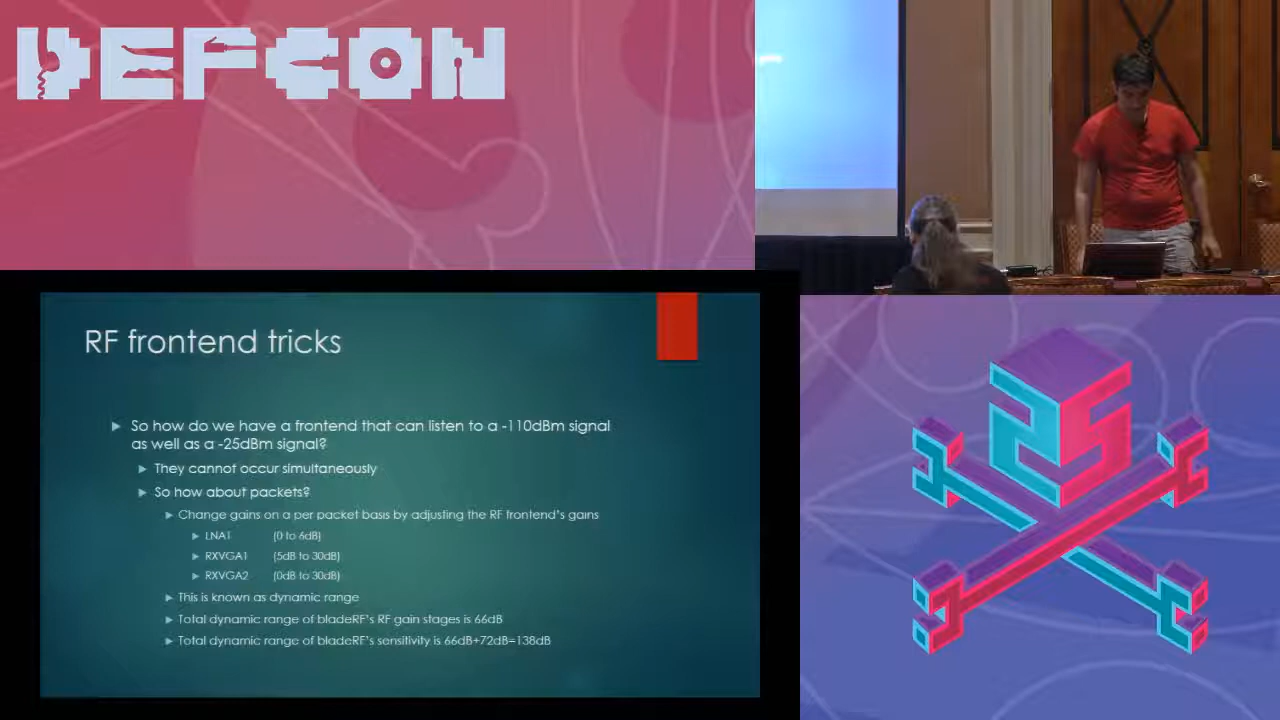 DEFCON
RF frontend tricks
So how do we have a frontend that can listen to a -110dBm signal
as well as a -25dBm signal?
They cannot occur simultaneously
So how about packets?
Change gains on a per packet basis by adjusting the RF frontend's gains
LNA1 (0 to 6dB)
RXVGA1 (5dB to 30dB)
RXVGA2 (0dB to 30dB)
This is known as dynamic range
Total dynamic range of bladeRF's RF gain stages is 66dB
Total dynamic range of bladeRF's sensitivity is 66dB+72dB=138dB
25